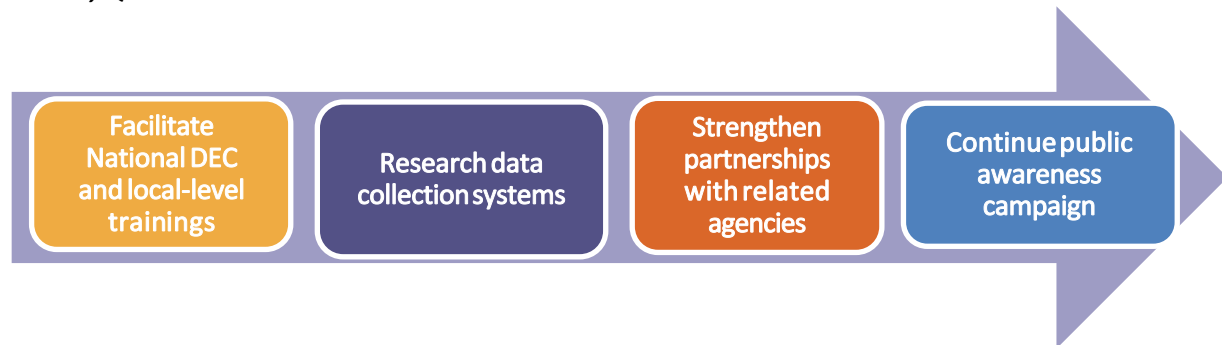 Facilitate
National DEC
and local-level
trainings
Research data
collection systems
Strengthen
partnerships
with related
agencies
Continue public
awareness
campaign